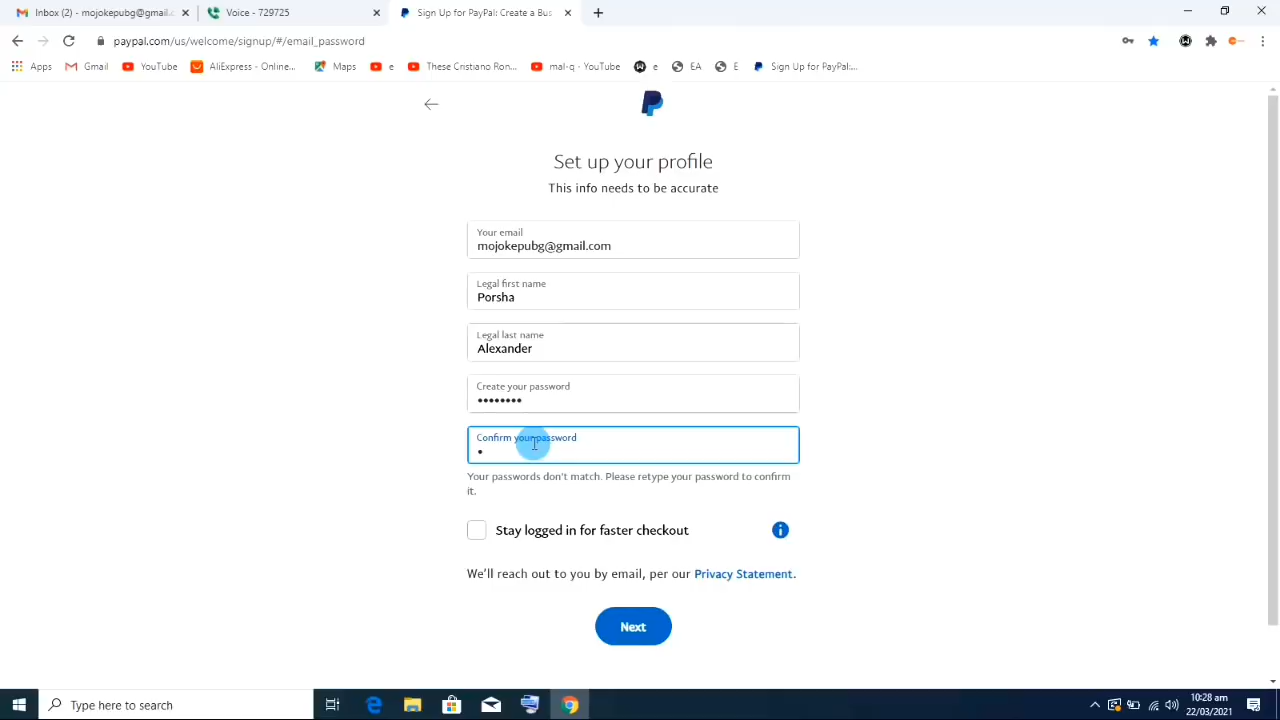 Inbox (2) - mojokepubg@gmail.c
Voice - 729725
Sign Up for PayPal: Create a Bus
paypal.com/us/welcome/signup/#/email_password
Apps
Gmail
YouTube
AliExpress - Online...
Maps
e
These Cristiano Ron...
mal-q - YouTube
e
EA
E
Sign Up for PayPal:...
Set up your profile
This info needs to be accurate
Your email
mojokepubg@gmail.com
Legal first name
Porsha
Legal last name
Alexander
Create your password
••••••••
Confirm your password
•
Your passwords don't match. Please retype your password to confirm
it.
Stay logged in for faster checkout
We'll reach out to you by email, per our Privacy Statement.
Next
Type here to search
10:28 am
22/03/2021